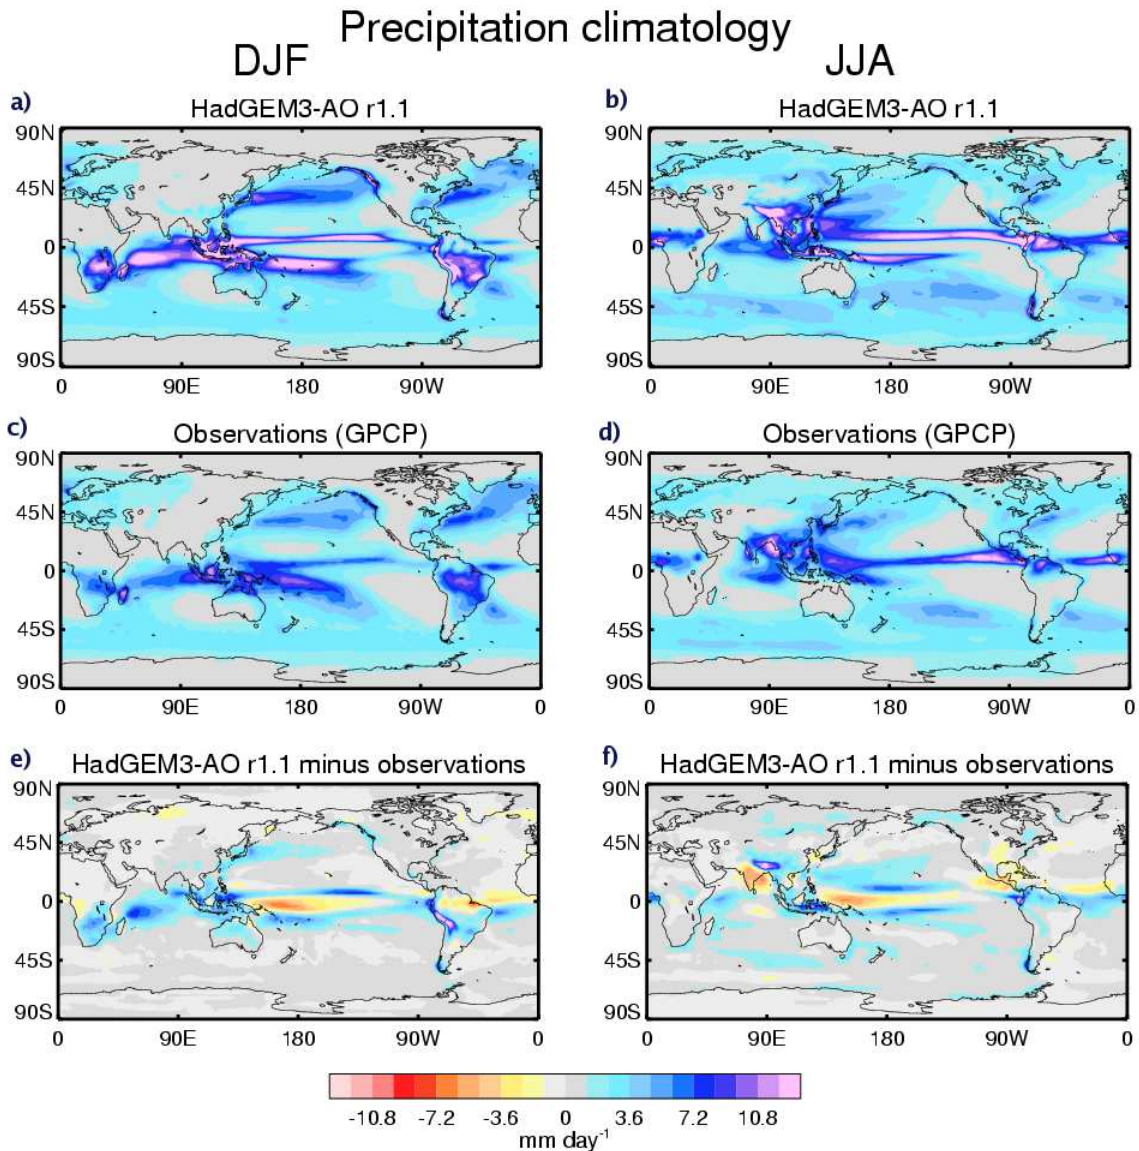 Precipitation climatology
DJF JJA
a) HadGEM3-AO r1.1 b) HadGEM3-AO r1.1
90N 90N
45N 45N
0 0
45S 45S
90S 90S
0 90E 180 90W 0 90E 180 90W
c) Observations (GPCP) d) Observations (GPCP)
90N 90N
45N 45N
0 0
45S 45S
90S 90S
0 90E 180 90W 0 0 90E 180 90W 0
e) HadGEM3-AO r1.1 minus observations f) HadGEM3-AO r1.1 minus observations
90N 90N
45N 45N
0 0
45S 45S
90S 90S
0 90E 180 90W 0 0 90E 180 90W 0
-10.8 -7.2 -3.6 0 3.6 7.2 10.8
mm day⁻¹